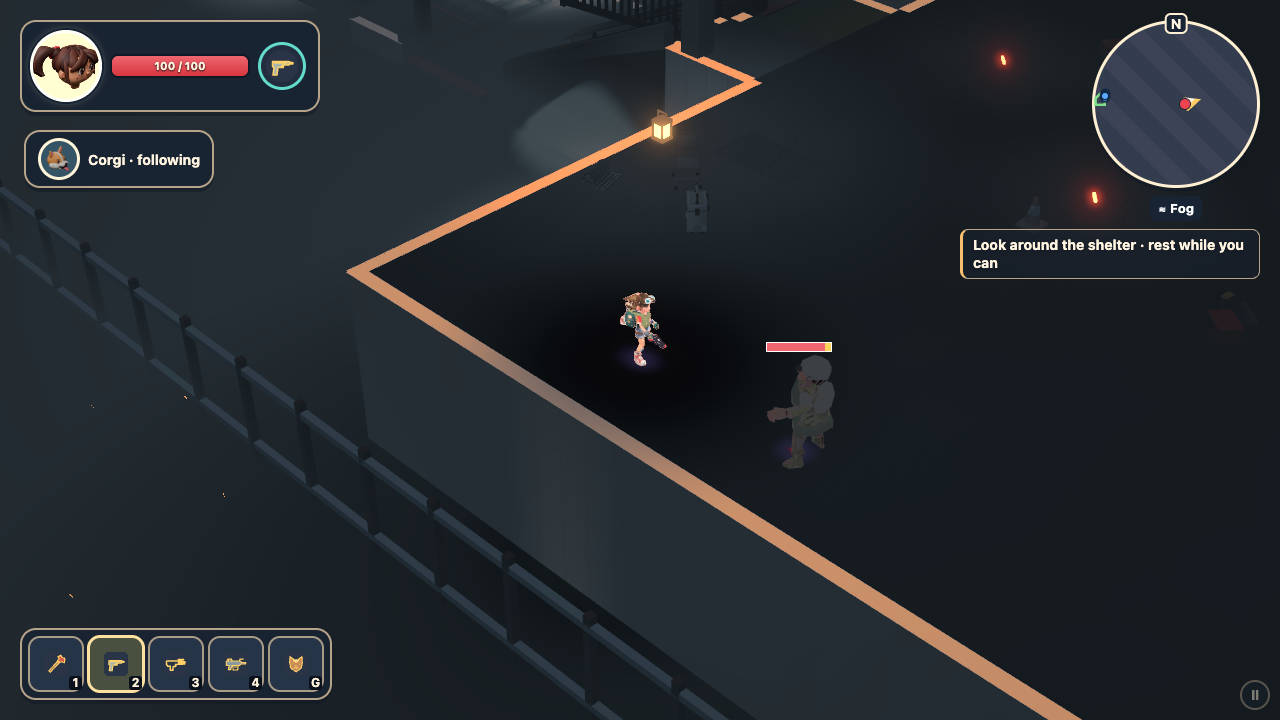 100 / 100
N
Corgi · following
≈ Fog
Look around the shelter · rest while you
can
1
2
3
4
G